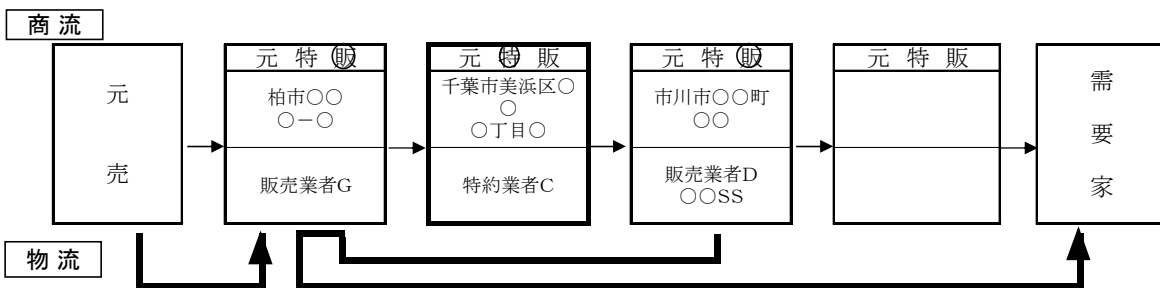 商 流
元
売
元 特 販
柏市○○
○－○
販売業者G
元 特 販
千葉市美浜区○
○
○丁目○
特約業者C
元 特 販
市川市○○町
○○
販売業者D
○○SS
元 特 販
需
要
家
物 流